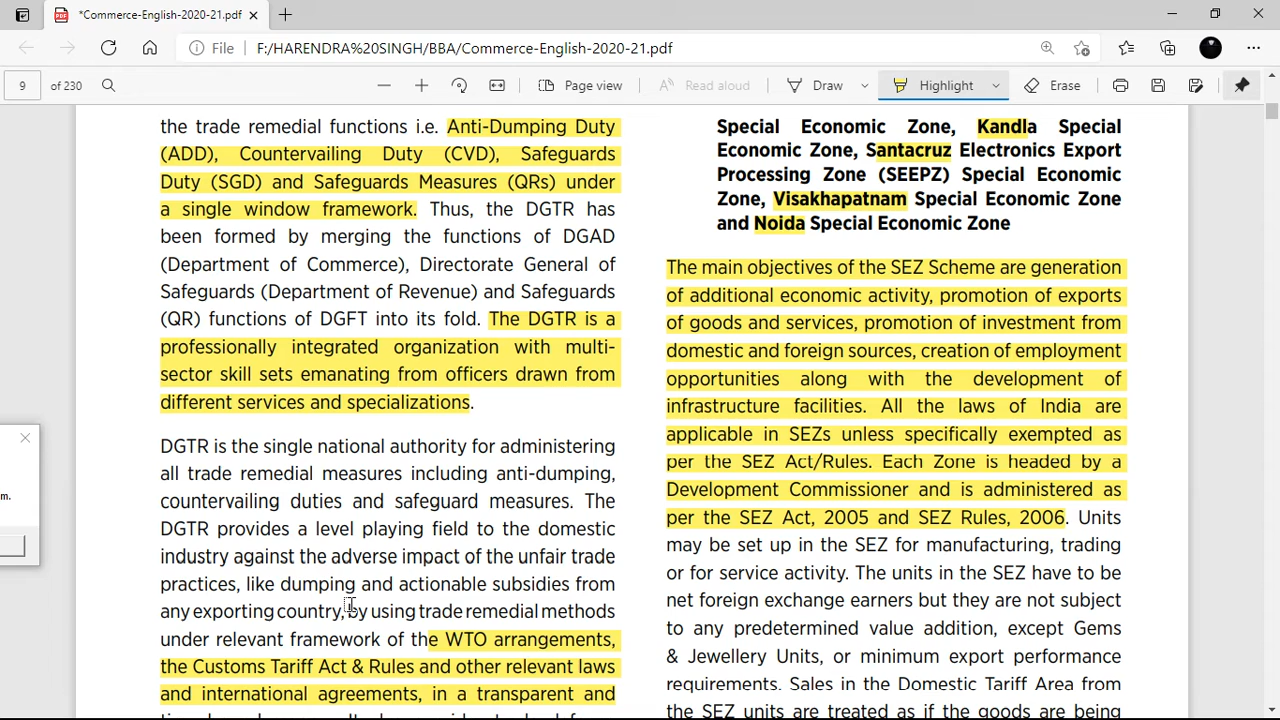 *Commerce-English-2020-21.pdf
File
F:/HARENDRA%20SINGH/BBA/Commerce-English-2020-21.pdf
9 of 230
Page view
Read aloud
Draw
Highlight
Erase
the trade remedial functions i.e. Anti-Dumping Duty
(ADD), Countervailing Duty (CVD), Safeguards
Duty (SGD) and Safeguards Measures (QRs) under
a single window framework. Thus, the DGTR has
been formed by merging the functions of DGAD
(Department of Commerce), Directorate General of
Safeguards (Department of Revenue) and Safeguards
(QR) functions of DGFT into its fold. The DGTR is a
professionally integrated organization with multi-
sector skill sets emanating from officers drawn from
different services and specializations.
DGTR is the single national authority for administering
all trade remedial measures including anti-dumping,
countervailing duties and safeguard measures. The
DGTR provides a level playing field to the domestic
industry against the adverse impact of the unfair trade
practices, like dumping and actionable subsidies from
any exporting country, by using trade remedial methods
under relevant framework of the WTO arrangements,
the Customs Tariff Act & Rules and other relevant laws
and international agreements, in a transparent and
Special Economic Zone, Kandla Special
Economic Zone, Santacruz Electronics Export
Processing Zone (SEEPZ) Special Economic
Zone, Visakhapatnam Special Economic Zone
and Noida Special Economic Zone
The main objectives of the SEZ Scheme are generation
of additional economic activity, promotion of exports
of goods and services, promotion of investment from
domestic and foreign sources, creation of employment
opportunities along with the development of
infrastructure facilities. All the laws of India are
applicable in SEZs unless specifically exempted as
per the SEZ Act/Rules. Each Zone is headed by a
Development Commissioner and is administered as
per the SEZ Act, 2005 and SEZ Rules, 2006. Units
may be set up in the SEZ for manufacturing, trading
or for service activity. The units in the SEZ have to be
net foreign exchange earners but they are not subject
to any predetermined value addition, except Gems
& Jewellery Units, or minimum export performance
requirements. Sales in the Domestic Tariff Area from
the SEZ units are treated as if the goods are being
m.